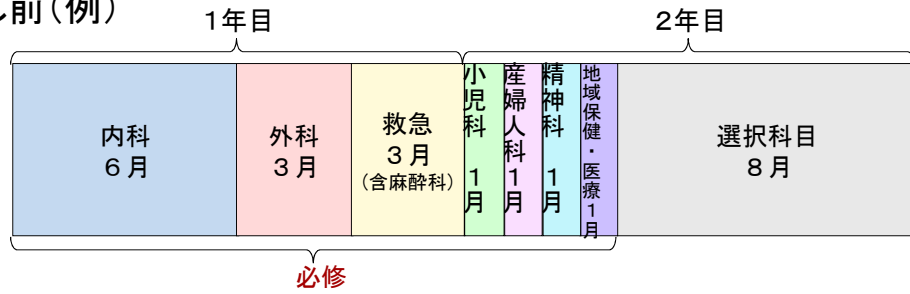 前(例)
1年目
2年目
内科
6月
外科
3月
救急
3月
(含麻酔科)
小児科 1月
産婦人科1月
精神科 1月
地域保健・医療1月
選択科目
8月
必修